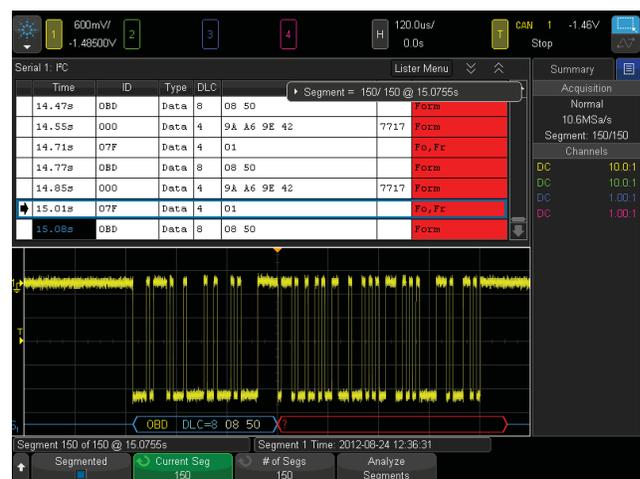 1 600mV/ 2 3 4 H 120.0us/ T CAN 1 -1.46V
-1.48500V 0.0s Stop
Serial 1: I²C Lister Menu Summary
Time ID Type DLC
Segment = 150/ 150 @ 15.0755s
14.47s 0BD Data 8 08 50 Form
14.55s 000 Data 4 9A A6 9E 42 7717 Form
14.71s 07F Data 4 01 Fo,Fr
14.77s 0BD Data 8 08 50 Form
14.85s 000 Data 4 9A A6 9E 42 7717 Form
15.01s 07F Data 4 01 Fo,Fr
15.08s 0BD Data 8 08 50 Form
Acquisition
Normal
10.6MSa/s
Segment: 150/150
Channels
DC 10.0:1
DC 10.0:1
DC 1.00:1
DC 1.00:1
T
0BD DLC=8 08 50 ?
S1
Segment 150 of 150 @ 15.0755s Segment 1 Time: 2012-08-24 12:36:31
Segmented Current Seg # of Segs Analyze
150 150 Segments